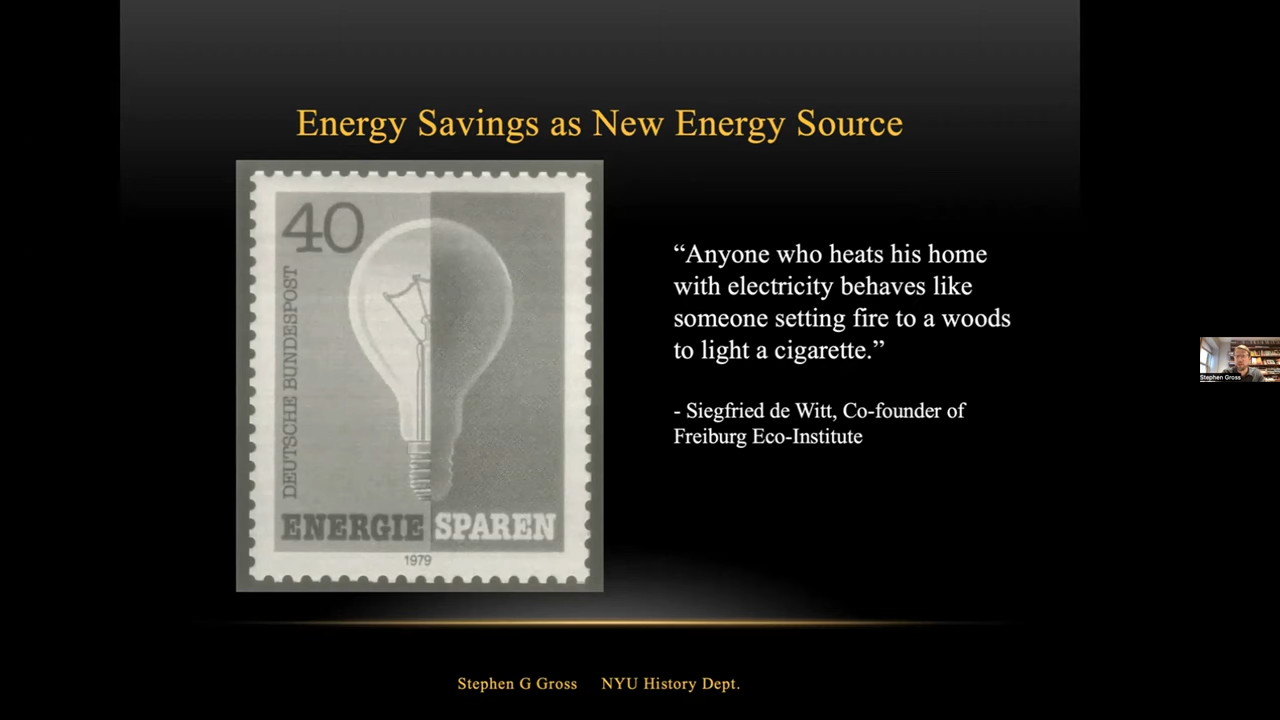 Energy Savings as New Energy Source
40
DEUTSCHE BUNDESPOST
ENERGIE SPAREN
1979
“Anyone who heats his home
with electricity behaves like
someone setting fire to a woods
to light a cigarette.”
- Siegfried de Witt, Co-founder of
Freiburg Eco-Institute
Stephen Gross
Stephen G Gross NYU History Dept.